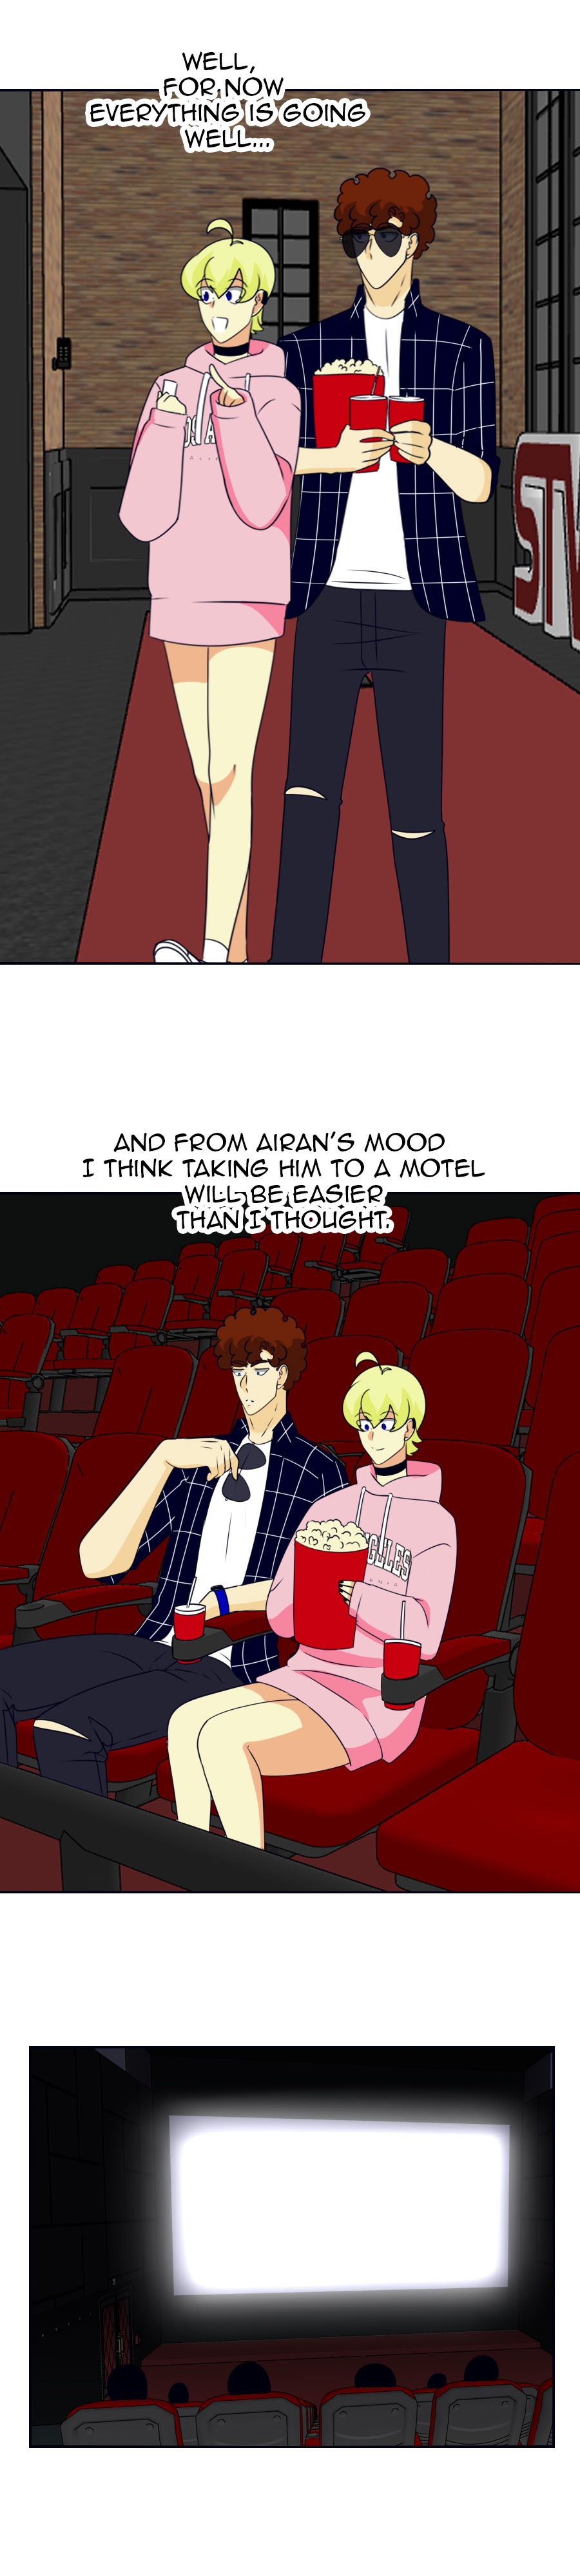 WELL,
FOR NOW
EVERYTHING IS GOING
WELL...
AND FROM AIRAN'S MOOD
I THINK TAKING HIM TO A MOTEL
WILL BE EASIER
THAN I THOUGHT.